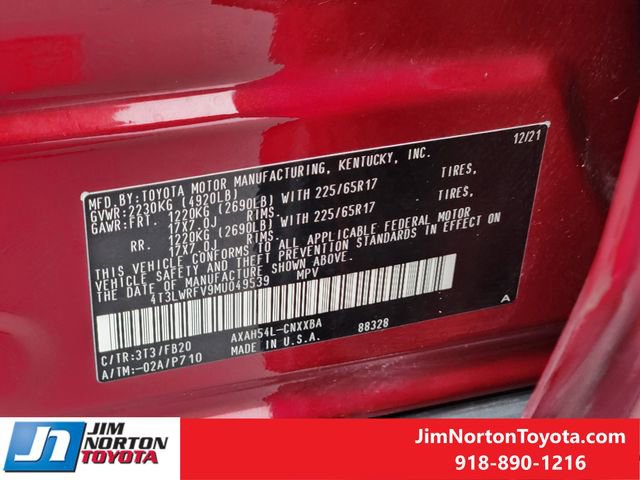 12/21
MFD. BY: TOYOTA MOTOR MANUFACTURING, KENTUCKY, INC.
GVWR: 2230KG (4920LB)
GAWR: FRT. 1220KG (2690LB) WITH 225/65R17 TIRES,
17X7.0J RIMS.
RR. 1220KG (2690LB) WITH 225/65R17 TIRES,
17X7.0J RIMS.
THIS VEHICLE CONFORMS TO ALL APPLICABLE FEDERAL MOTOR
VEHICLE SAFETY AND THEFT PREVENTION STANDARDS IN EFFECT ON
THE DATE OF MANUFACTURE SHOWN ABOVE.
4T3LWRFV9MU049539 MPV
A
C/TR: 3T3/FB20 AXAH54L-CNXXBA 88328
A/TM: -02A/P710 MADE IN U.S.A.
JN JIM NORTON TOYOTA
JimNortonToyota.com
918-890-1216